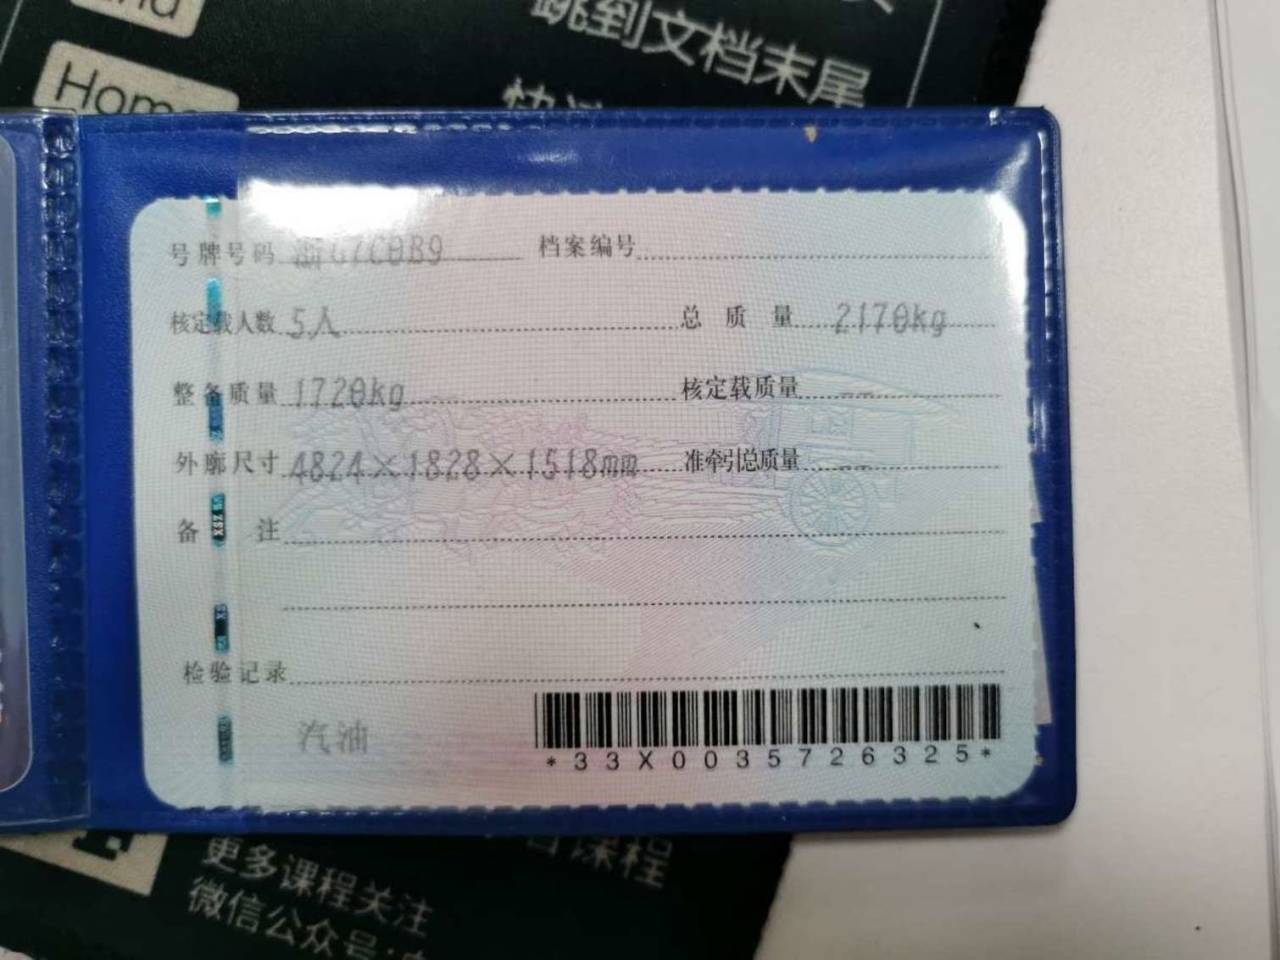 Home
跳到文档末尾
号牌号码 浙G7C0B9 档案编号
核定载人数 5人 总质量 2170kg
整备质量 1720kg 核定载质量 --
外廓尺寸 4824×1828×1518mm 准牵引总质量 --
备注
检验记录
汽油
*33X0035726325*
更多课程关注
微信公众号: